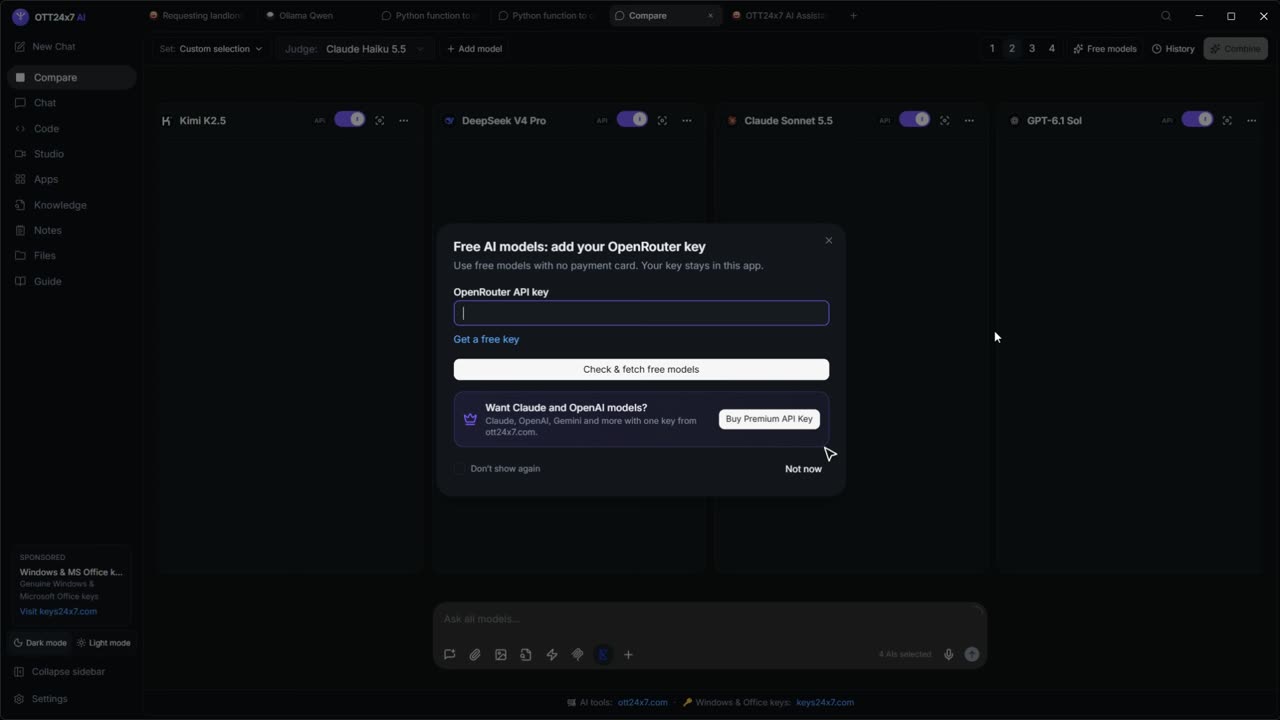 OTT24x7 AI
Requesting landlor
Ollama Qwen
Python function to
Python function to c
Compare
OTT24x7 AI Assista
New Chat
Set: Custom selection
Judge: Claude Haiku 5.5
+ Add model
1 2 3 4
Free models
History
Combine
Compare
Chat
Code
Studio
Apps
Knowledge
Notes
Files
Guide
Kimi K2.5
API
DeepSeek V4 Pro
API
Claude Sonnet 5.5
API
GPT-6.1 Sol
API
Free AI models: add your OpenRouter key
Use free models with no payment card. Your key stays in this app.
OpenRouter API key
Get a free key
Check & fetch free models
Want Claude and OpenAI models?
Claude, OpenAI, Gemini and more with one key from
ott24x7.com.
Buy Premium API Key
Don't show again
Not now
SPONSORED
Windows & MS Office k...
Genuine Windows &
Microsoft Office keys
Visit keys24x7.com
Dark mode
Light mode
Collapse sidebar
Settings
Ask all models...
4 AIs selected
AI tools: ott24x7.com · Windows & Office keys: keys24x7.com